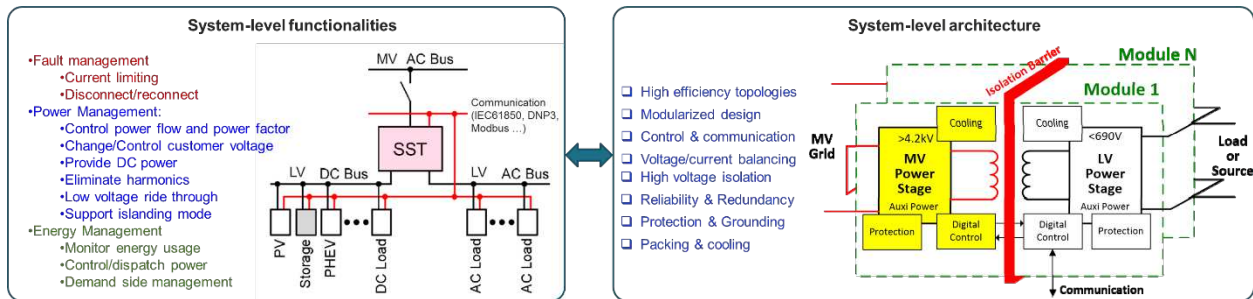 System-level functionalities
•Fault management
•Current limiting
•Disconnect/reconnect
•Power Management:
•Control power flow and power factor
•Change/Control customer voltage
•Provide DC power
•Eliminate harmonics
•Low voltage ride through
•Support islanding mode
•Energy Management
•Monitor energy usage
•Control/dispatch power
•Demand side management
MV AC Bus
Communication
(IEC61850, DNP3,
Modbus ...)
SST
LV DC Bus
LV AC Bus
PV
Storage
PHEV
DC Load
AC Load
AC Load
System-level architecture
High efficiency topologies
Modularized design
Control & communication
Voltage/current balancing
High voltage isolation
Reliability & Redundancy
Protection & Grounding
Packing & cooling
Isolation Barrier
Module N
Module 1
MV
Grid
Cooling
>4.2kV
MV
Power
Stage
Auxi Power
Protection
Digital
Control
Cooling
<690V
LV
Power
Stage
Auxi Power
Digital
Control
Protection
Load
or
Source
Communication